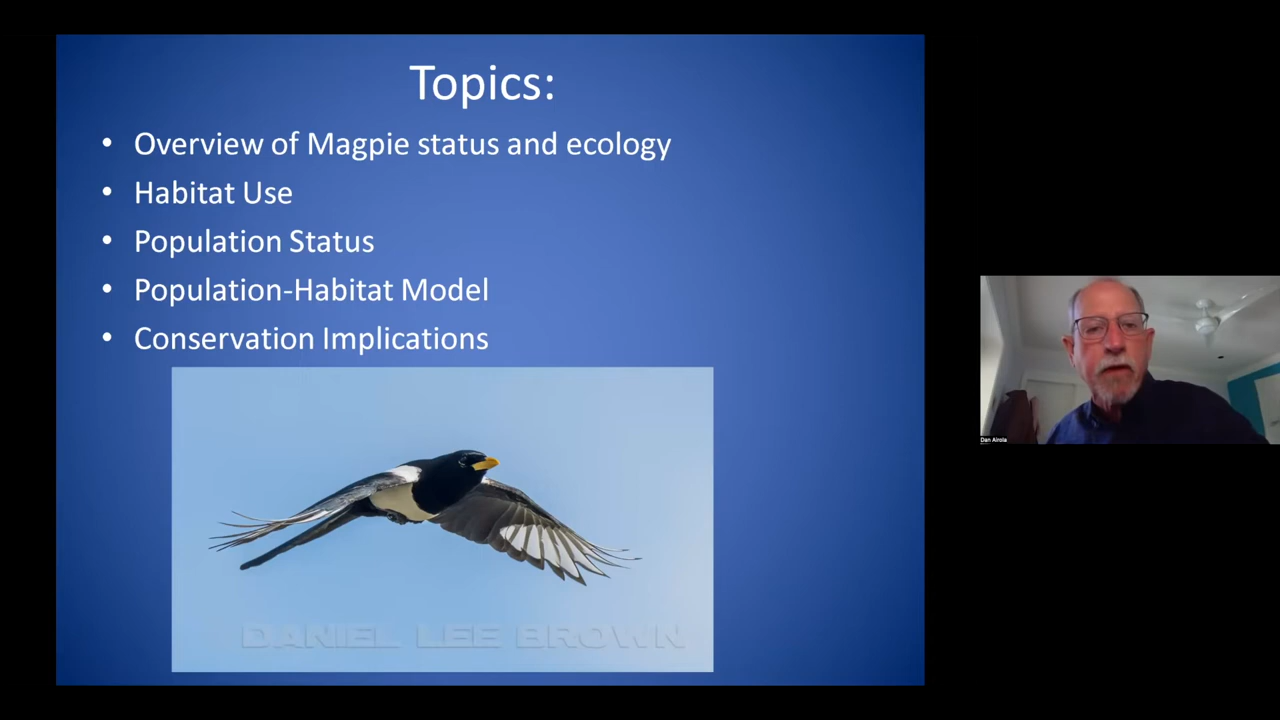 Topics:
• Overview of Magpie status and ecology
• Habitat Use
• Population Status
• Population-Habitat Model
• Conservation Implications
DANIEL LEE BROWN
Dan Airola